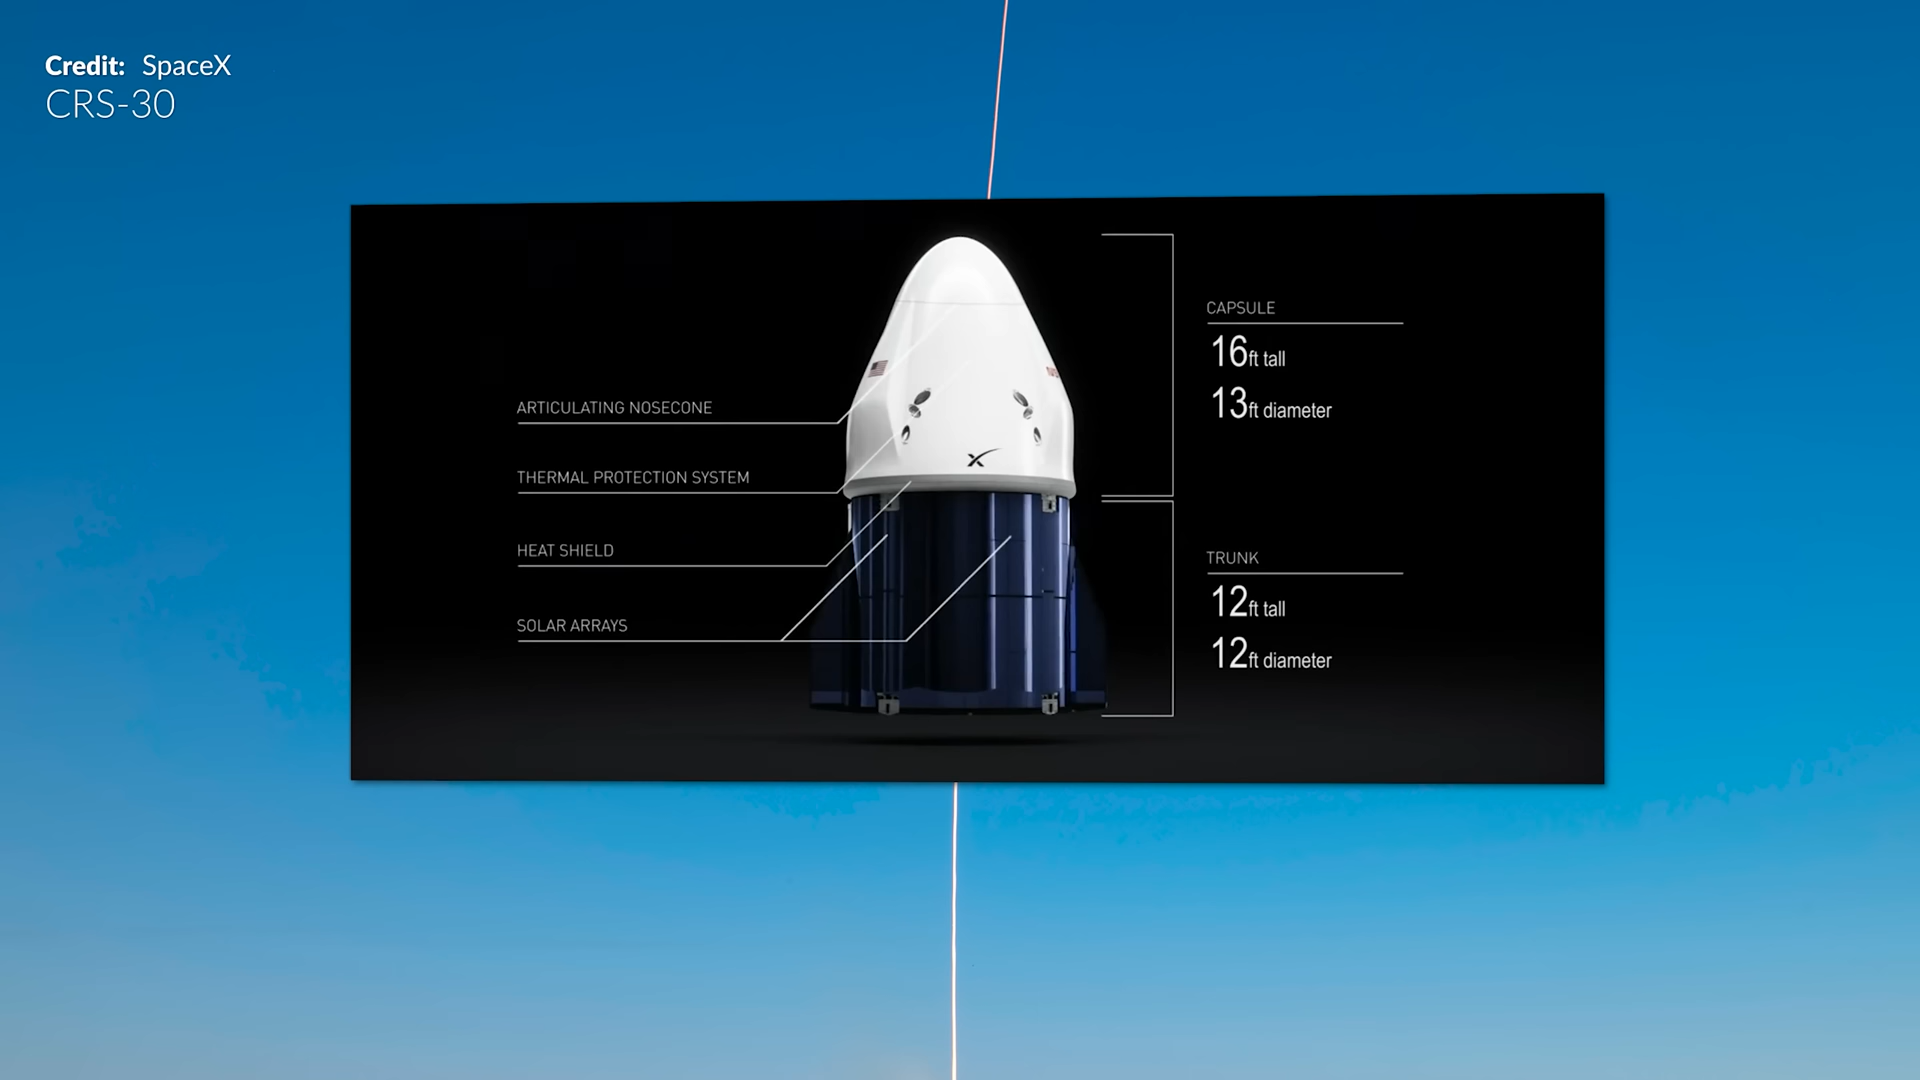 Credit: SpaceX
CRS-30
ARTICULATING NOSECONE
THERMAL PROTECTION SYSTEM
HEAT SHIELD
SOLAR ARRAYS
CAPSULE
16ft tall
13ft diameter
TRUNK
12ft tall
12ft diameter